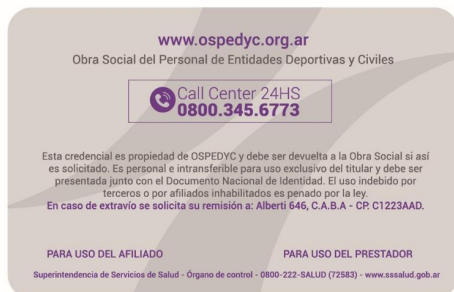 www.ospedyc.org.ar
Obra Social del Personal de Entidades Deportivas y Civiles
Call Center 24HS
0800.345.6773
Esta credencial es propiedad de OSPEDYC y debe ser devuelta a la Obra Social si así
es solicitado. Es personal e intransferible para uso exclusivo del titular y debe ser
presentada junto con el Documento Nacional de Identidad. El uso indebido por
terceros o por afiliados inhabilitados es penado por la ley.
En caso de extravío se solicita su remisión a: Alberti 646, C.A.B.A - CP. C1223AAD.
PARA USO DEL AFILIADO PARA USO DEL PRESTADOR
Superintendencia de Servicios de Salud - Órgano de control - 0800-222-SALUD (72583) - www.sssalud.gob.ar